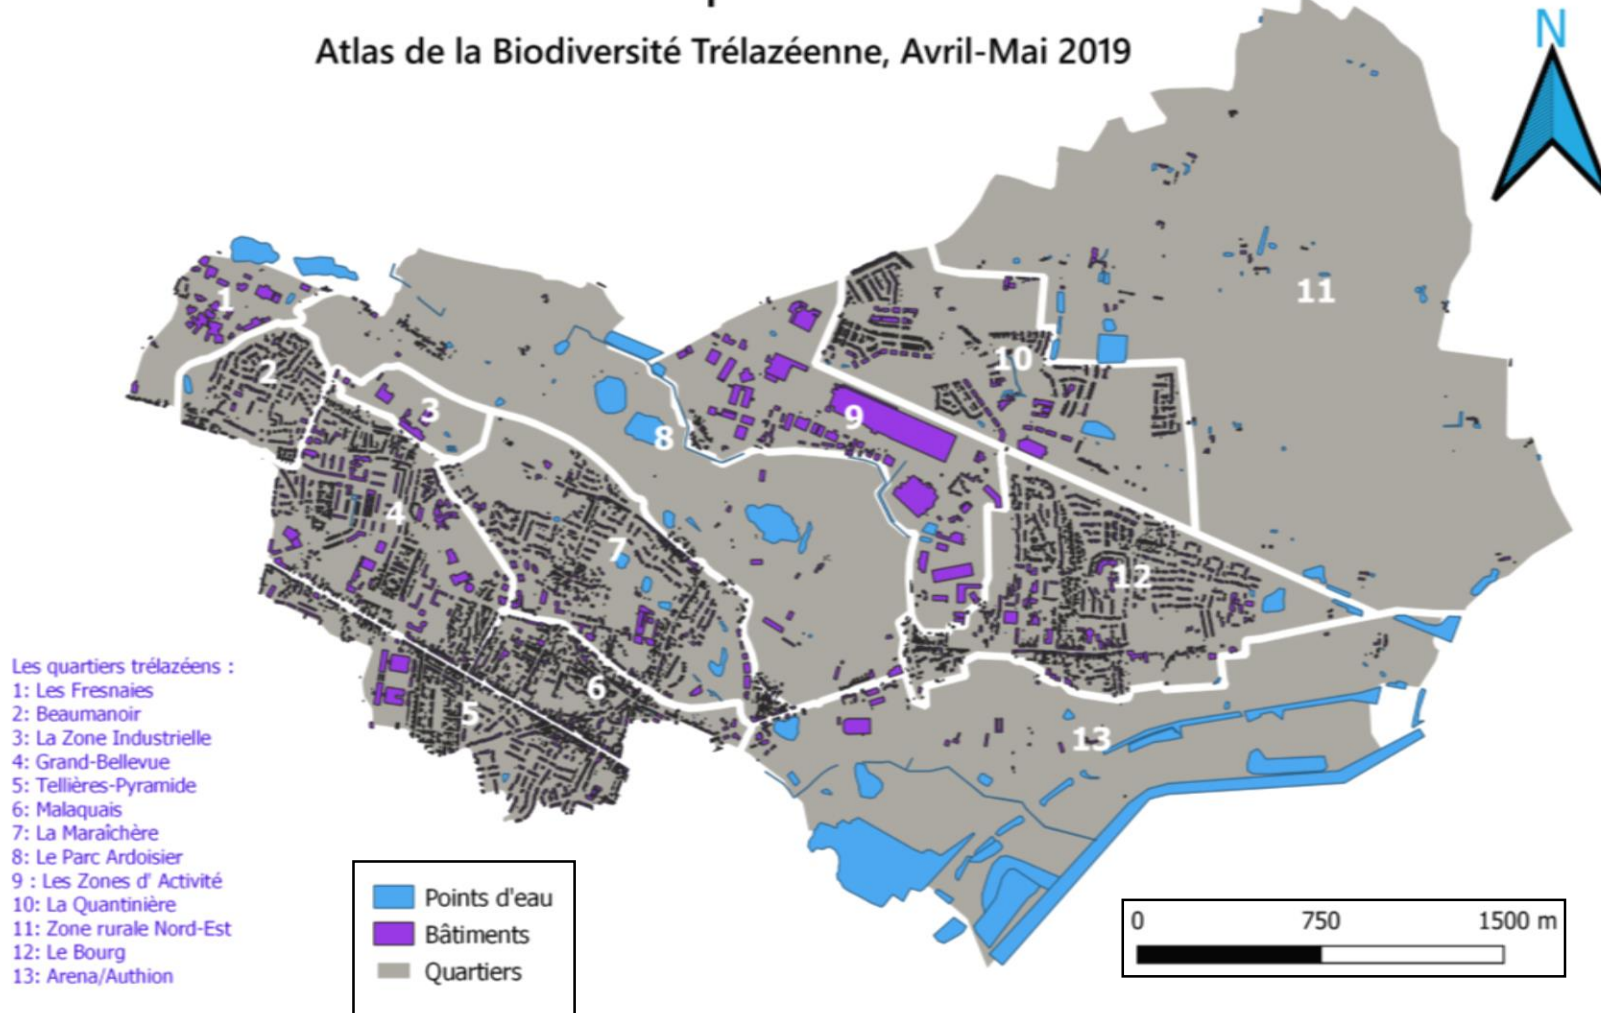 Atlas de la Biodiversité Trélazéenne, Avril-Mai 2019
N
1
2
3
4
5
6
7
8
9
10
11
12
13
Les quartiers trélazéens :
1: Les Fresnaies
2: Beaumanoir
3: La Zone Industrielle
4: Grand-Bellevue
5: Tellières-Pyramide
6: Malaquais
7: La Maraîchère
8: Le Parc Ardoisier
9 : Les Zones d' Activité
10: La Quantinière
11: Zone rurale Nord-Est
12: Le Bourg
13: Arena/Authion
Points d'eau
Bâtiments
Quartiers
0 750 1500 m